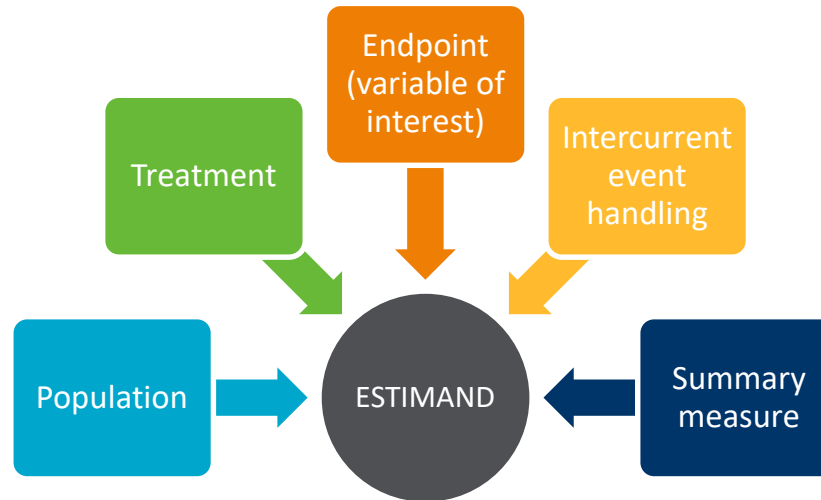 Endpoint
(variable of
interest)
Treatment
Intercurrent
event
handling
Population
ESTIMAND
Summary
measure